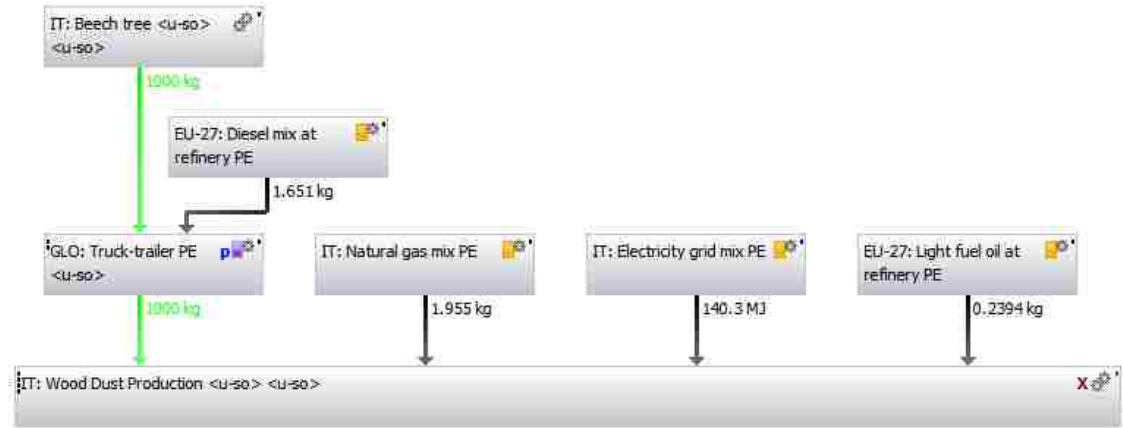 IT: Beech tree <u-so>
<u-so>
1000 kg
EU-27: Diesel mix at
refinery PE
1.651 kg
GLO: Truck-trailer PE
<u-so>
p
IT: Natural gas mix PE
IT: Electricity grid mix PE
EU-27: Light fuel oil at
refinery PE
1000 kg
1.955 kg
140.3 MJ
0.2394 kg
IT: Wood Dust Production <u-so> <u-so>
X